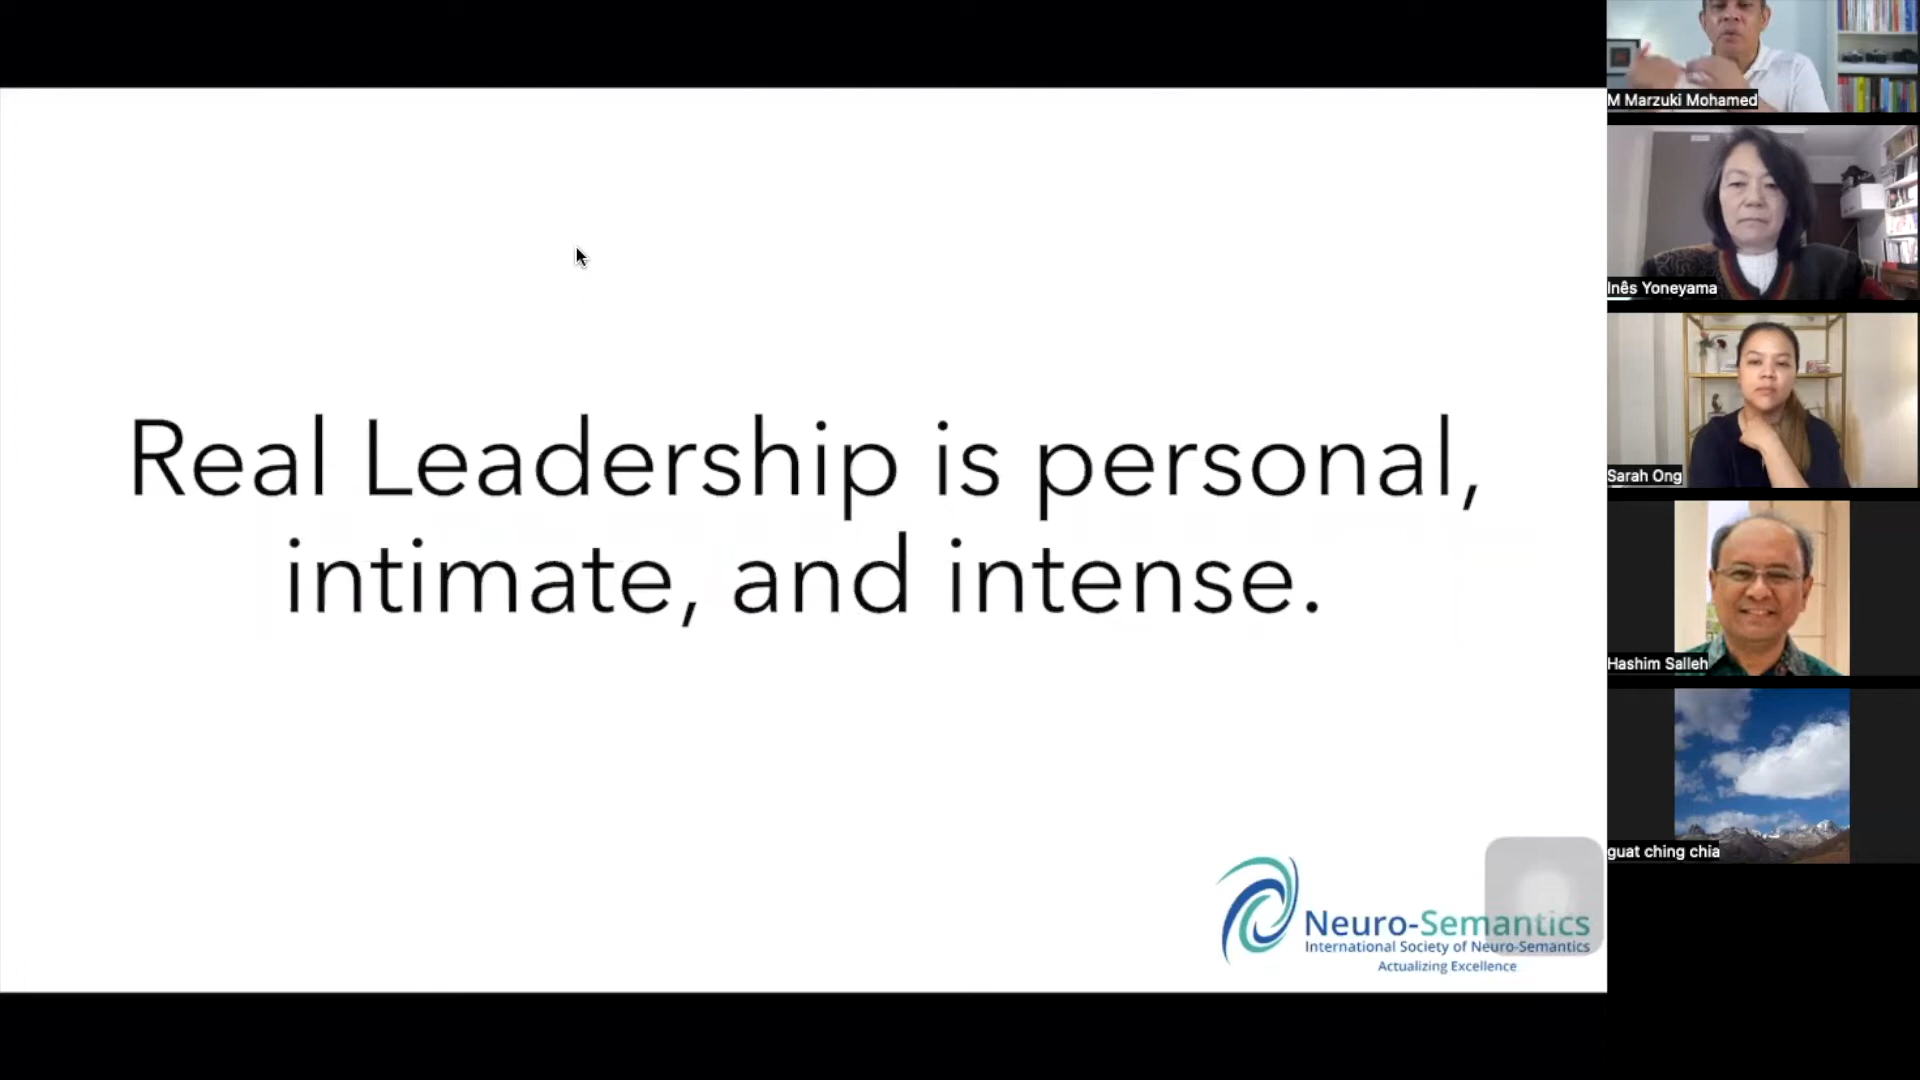 Real Leadership is personal,
intimate, and intense.
Neuro-Semantics
International Society of Neuro-Semantics
Actualizing Excellence
M Marzuki Mohamed
Inês Yoneyama
Sarah Ong
Hashim Salleh
guat ching chia